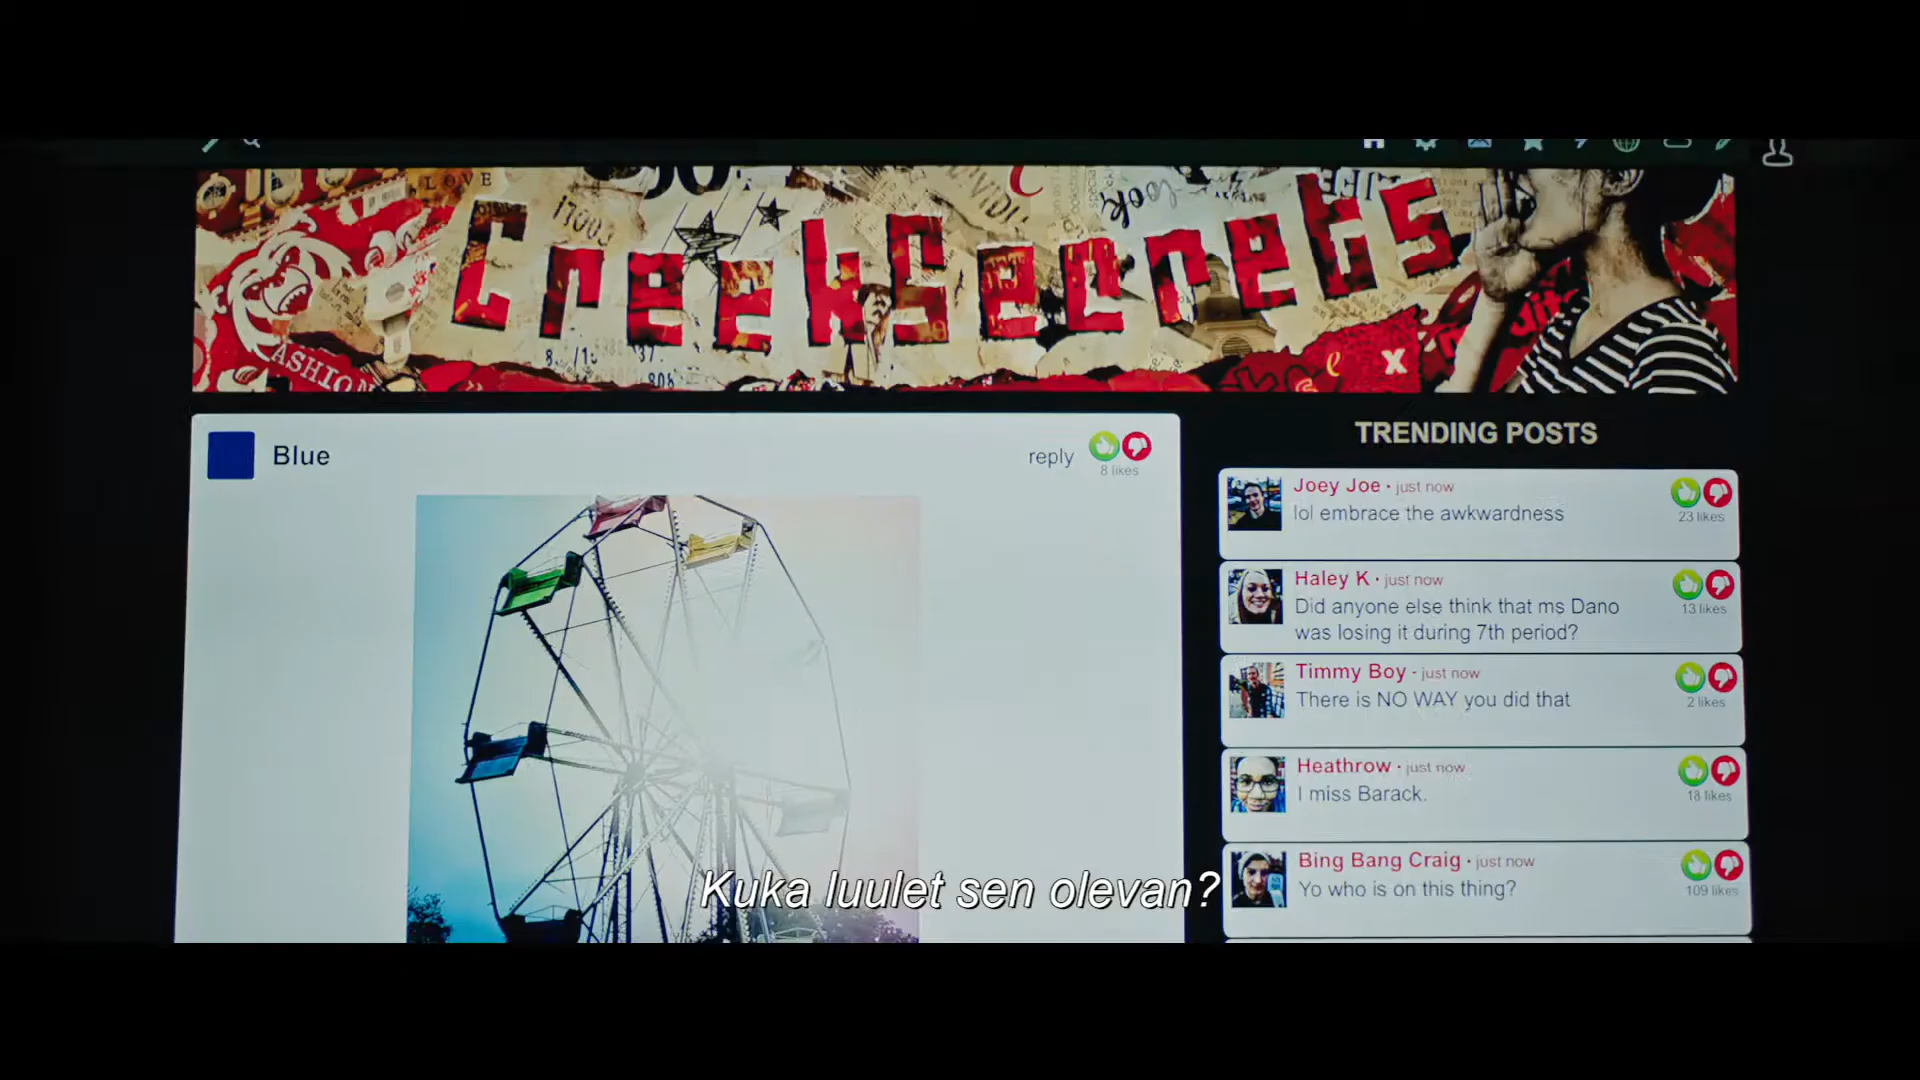 LOVE
17003
CreekSecrets
ASHION
Blue
reply
8 likes
TRENDING POSTS
Joey Joe • just now
lol embrace the awkwardness
23 likes
Haley K • just now
Did anyone else think that ms Dano
was losing it during 7th period?
13 likes
Timmy Boy • just now
There is NO WAY you did that
2 likes
Heathrow • just now
I miss Barack.
18 likes
Bing Bang Craig • just now
Yo who is on this thing?
109 likes
Kuka luulet sen olevan?